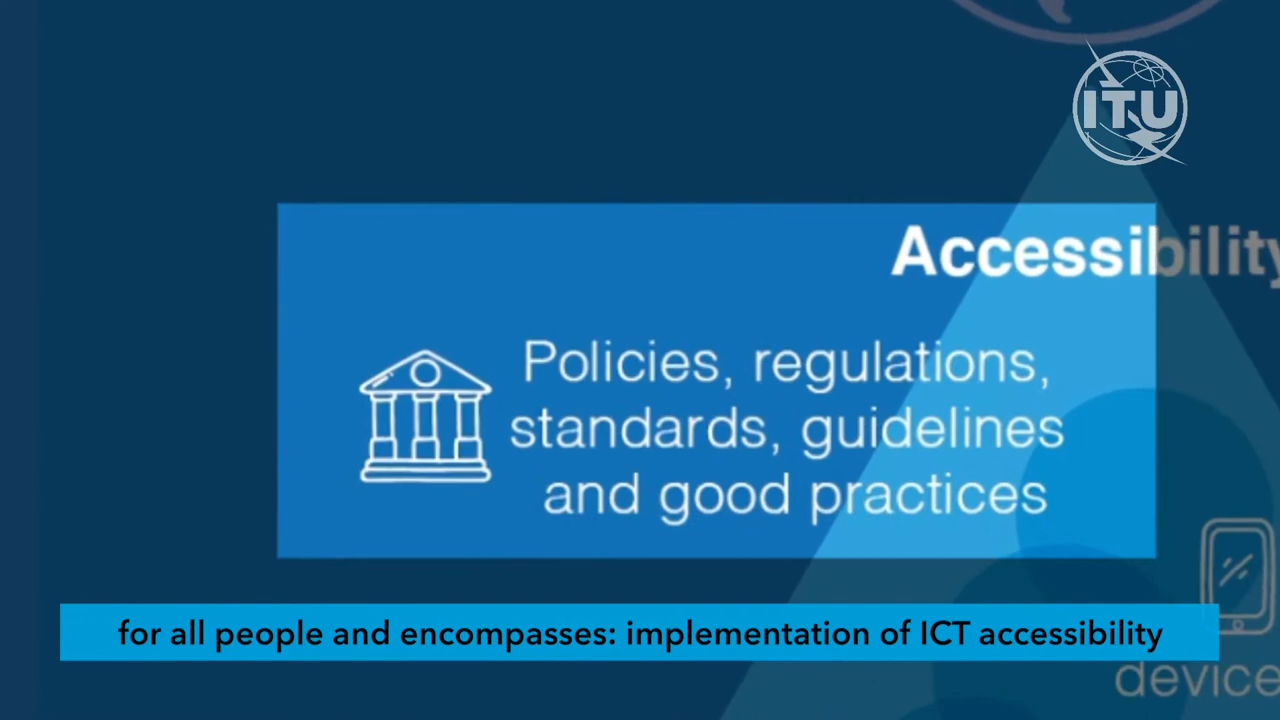 ITU
Accessibility
Policies, regulations,
standards, guidelines
and good practices
for all people and encompasses: implementation of ICT accessibility
device